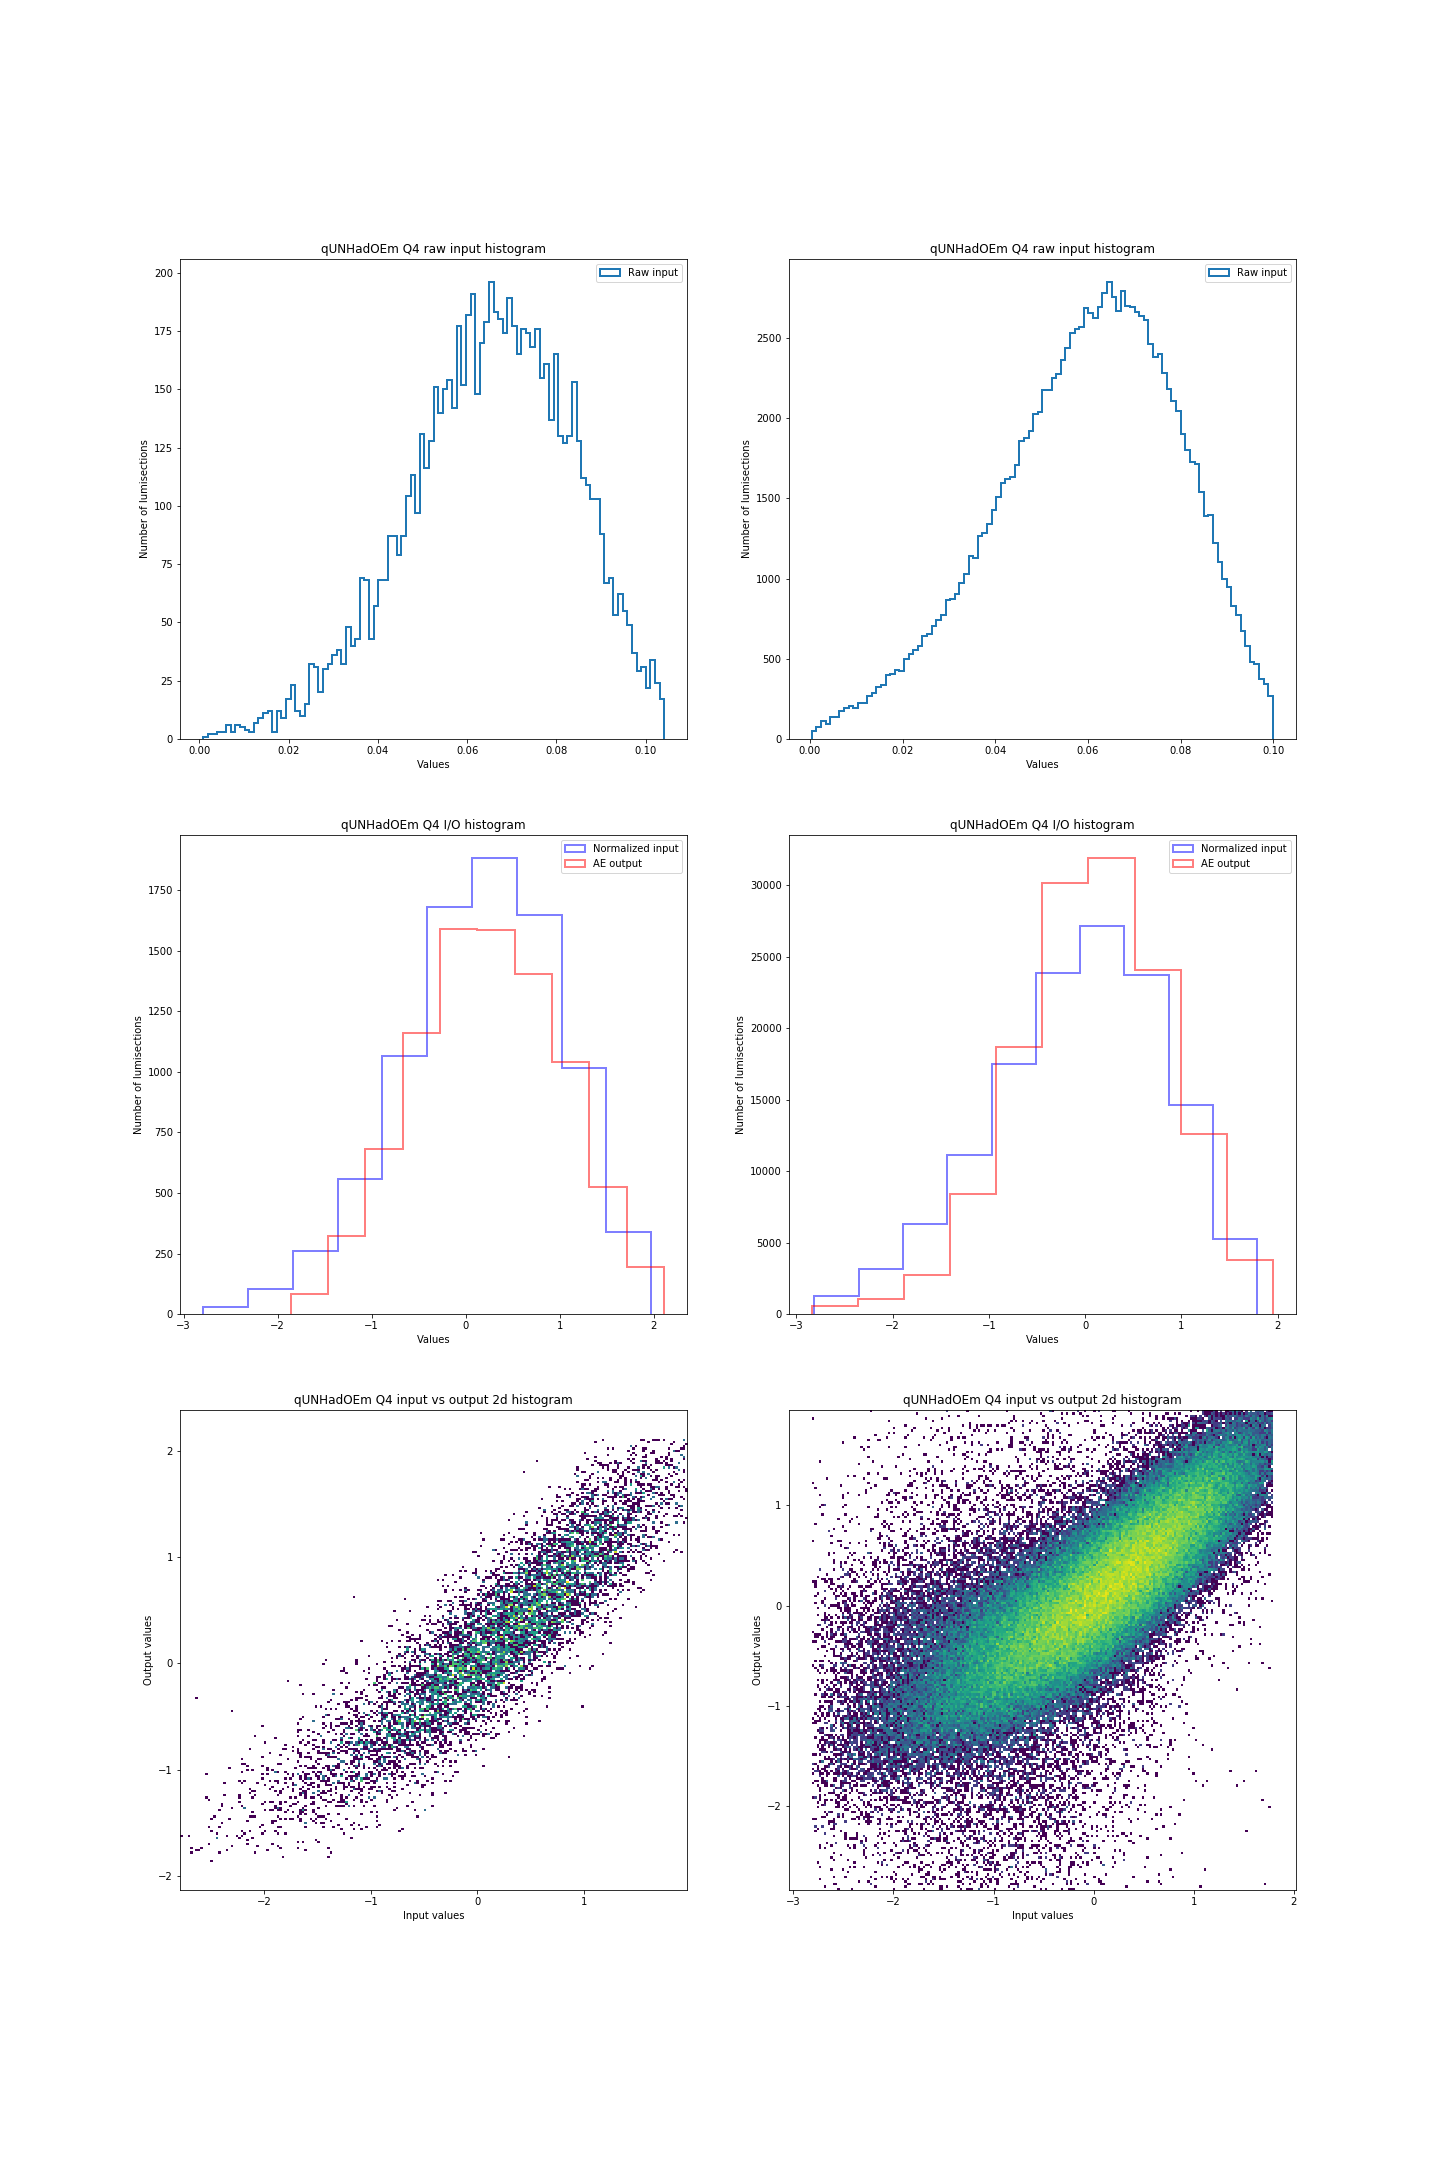 qUNHadOEm Q4 raw input histogram
Raw input
200
175
150
125
100
75
50
25
0
Number of lumisections
0.00 0.02 0.04 0.06 0.08 0.10
Values
qUNHadOEm Q4 raw input histogram
Raw input
2500
2000
1500
1000
500
0
Number of lumisections
0.00 0.02 0.04 0.06 0.08 0.10
Values
qUNHadOEm Q4 I/O histogram
Normalized input
AE output
1750
1500
1250
1000
750
500
250
0
Number of lumisections
−3 −2 −1 0 1 2
Values
qUNHadOEm Q4 I/O histogram
Normalized input
AE output
30000
25000
20000
15000
10000
5000
0
Number of lumisections
−3 −2 −1 0 1 2
Values
qUNHadOEm Q4 input vs output 2d histogram
2
1
0
−1
−2
Output values
−2 −1 0 1
Input values
qUNHadOEm Q4 input vs output 2d histogram
1
0
−1
−2
Output values
−3 −2 −1 0 1 2
Input values